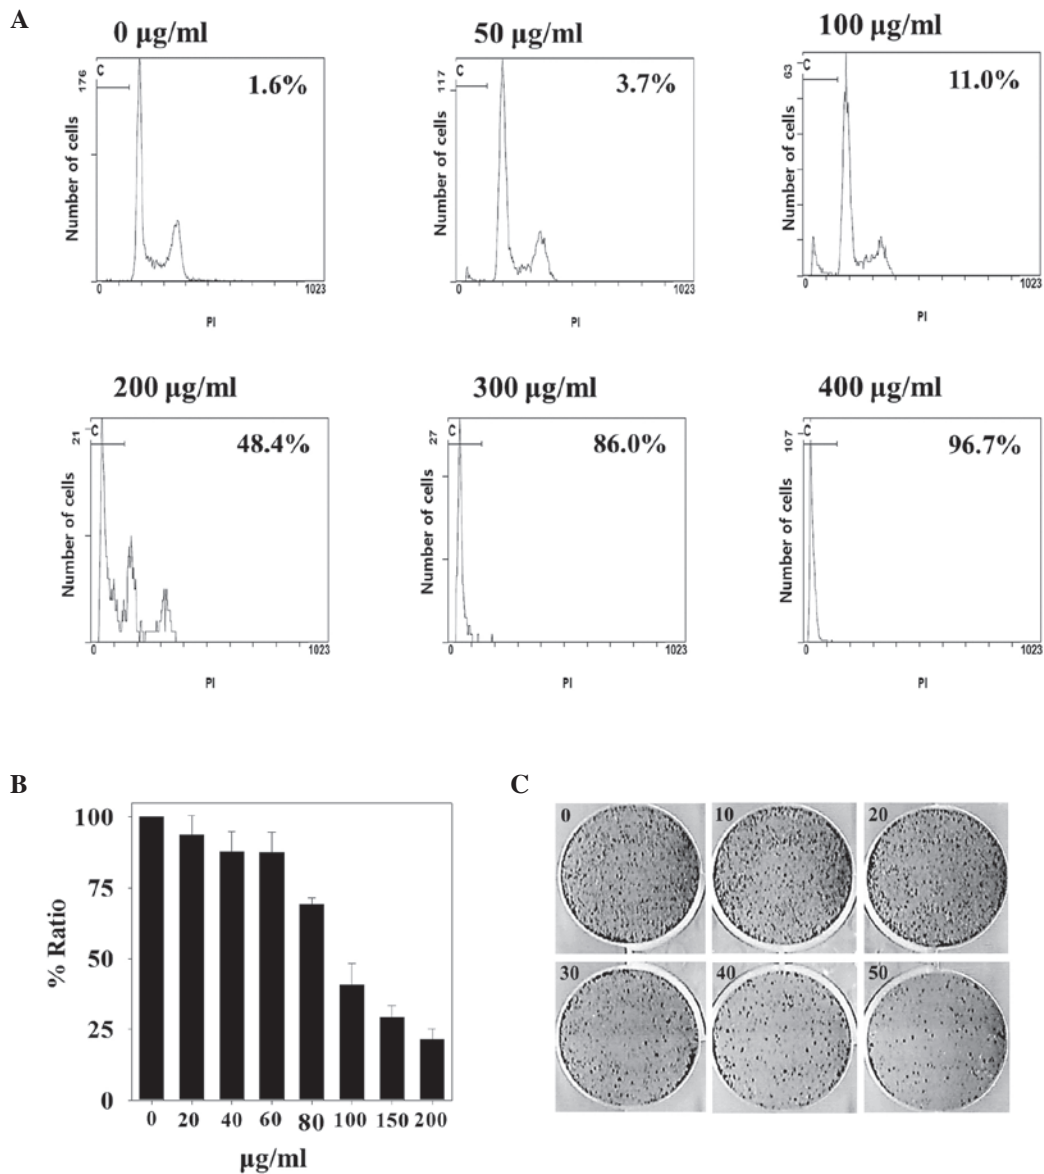 A
0 μg/ml
50 μg/ml
100 μg/ml
176
C
1.6%
Number of cells
0
1023
PI
117
C
3.7%
Number of cells
0
1023
PI
63
C
11.0%
Number of cells
0
1023
PI
200 μg/ml
300 μg/ml
400 μg/ml
21
C
48.4%
Number of cells
0
1023
PI
27
C
86.0%
Number of cells
0
1023
PI
107
C
96.7%
Number of cells
0
1023
PI
B
100
75
50
25
0
% Ratio
0 20 40 60 80 100 150 200
μg/ml
C
0 10 20
30 40 50